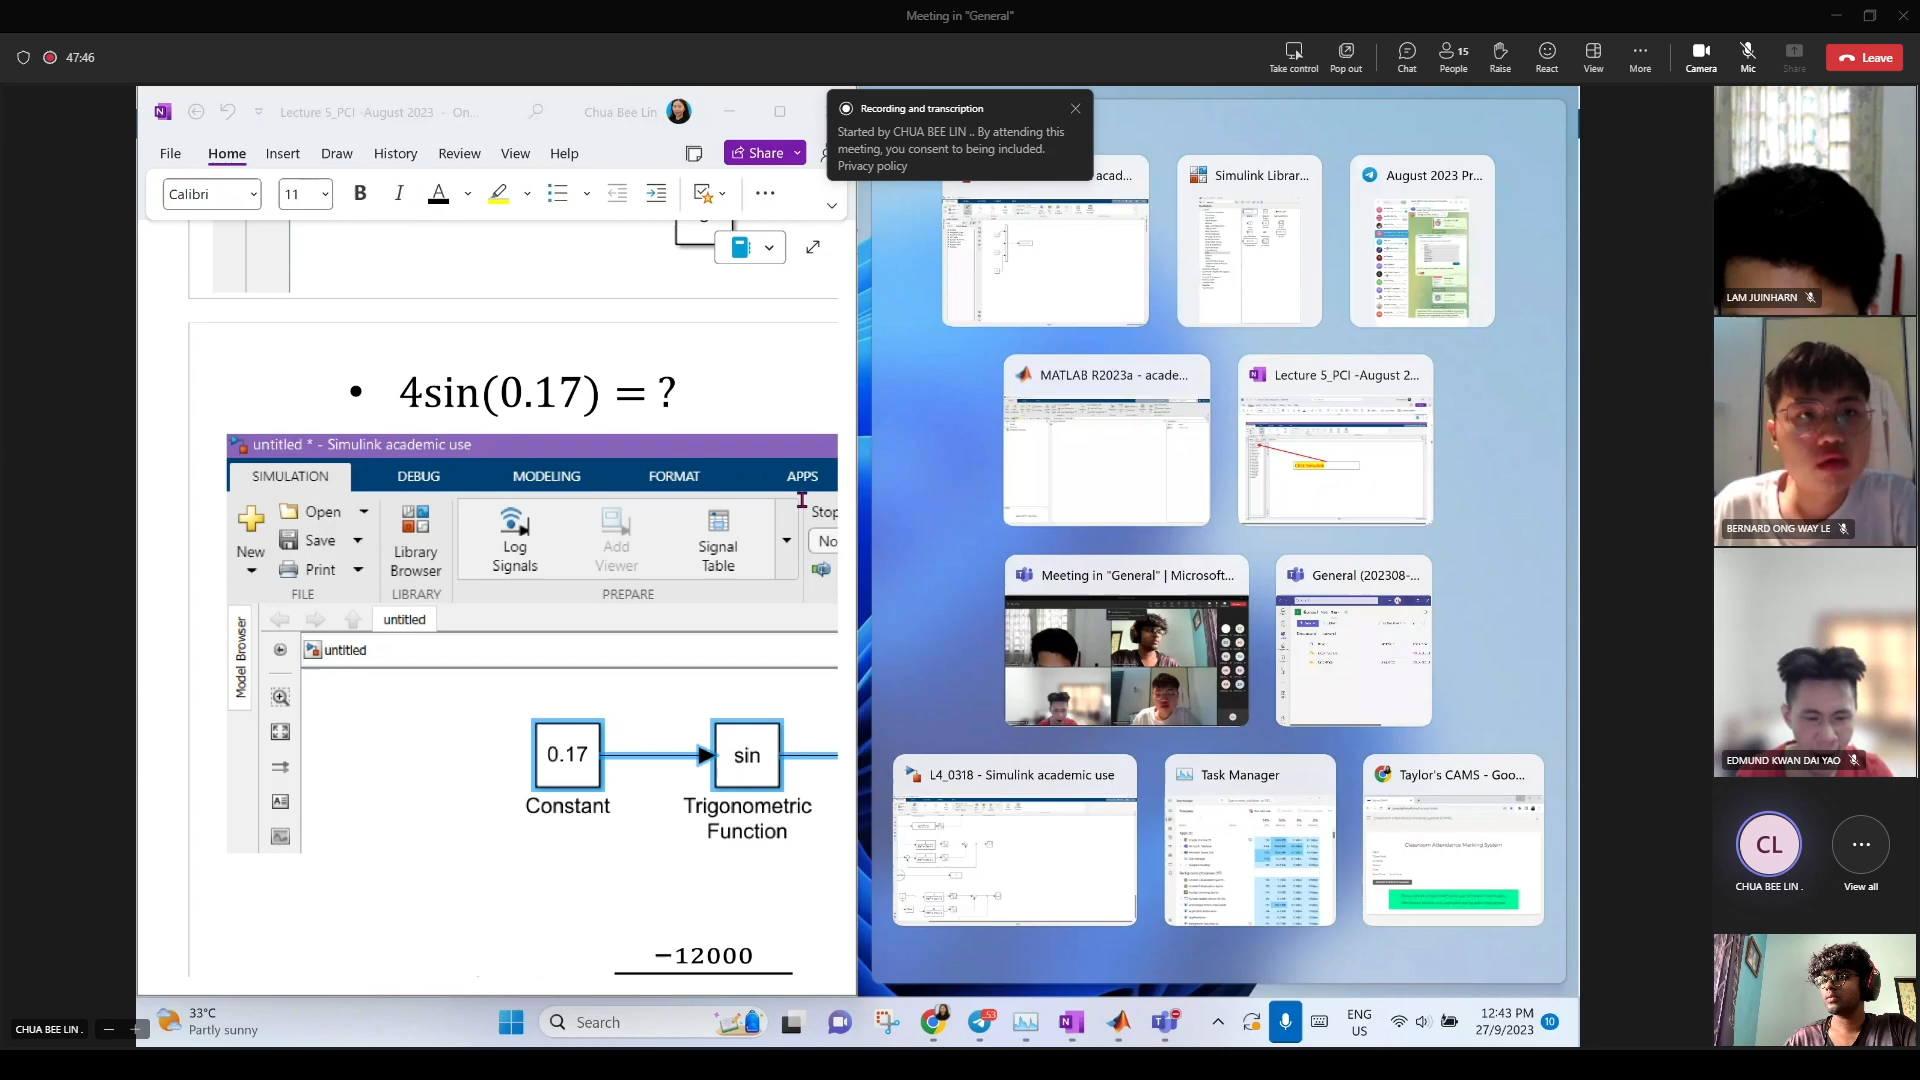 Meeting in "General"
47:46
Take control
Pop out
Chat
People
15
Raise
React
View
More
Camera
Mic
Share
Leave
Lecture 5_PCI -August 2023 - On...
Chua Bee Lin
Recording and transcription
Started by CHUA BEE LIN .. By attending this
meeting, you consent to being included.
Privacy policy
File
Home
Insert
Draw
History
Review
View
Help
Share
Calibri
11
B
I
A
acad...
Simulink Librar...
August 2023 Pr...
• 4sin(0.17) = ?
untitled * - Simulink academic use
SIMULATION
DEBUG
MODELING
FORMAT
APPS
New
Open
Save
Print
FILE
Library
Browser
LIBRARY
Log
Signals
Add
Viewer
Signal
Table
PREPARE
Stop
No
untitled
Model Browser
untitled
0.17
Constant
sin
Trigonometric
Function
−12000
MATLAB R2023a - acade...
Lecture 5_PCI -August 2...
Click Simulink
Meeting in "General" | Microsoft...
General (202308-...
L4_0318 - Simulink academic use
Task Manager
Taylor's CAMS - Goo...
Classroom Attendance Marking System
LAM JUINHARN
BERNARD ONG WAY LE
EDMUND KWAN DAI YAO
CL
CHUA BEE LIN .
View all
CHUA BEE LIN .
33°C
Partly sunny
Search
53
ENG
US
12:43 PM
27/9/2023
10